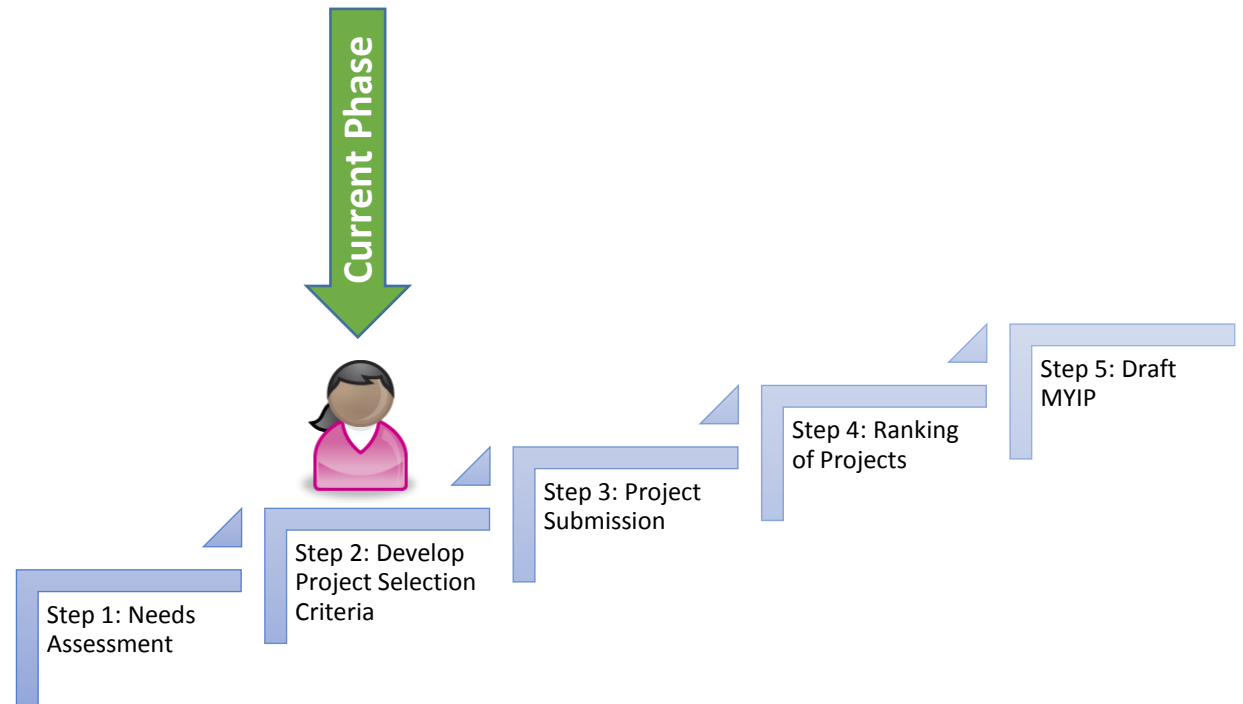 Current Phase
Step 1: Needs
Assessment
Step 2: Develop
Project Selection
Criteria
Step 3: Project
Submission
Step 4: Ranking
of Projects
Step 5: Draft
MYIP